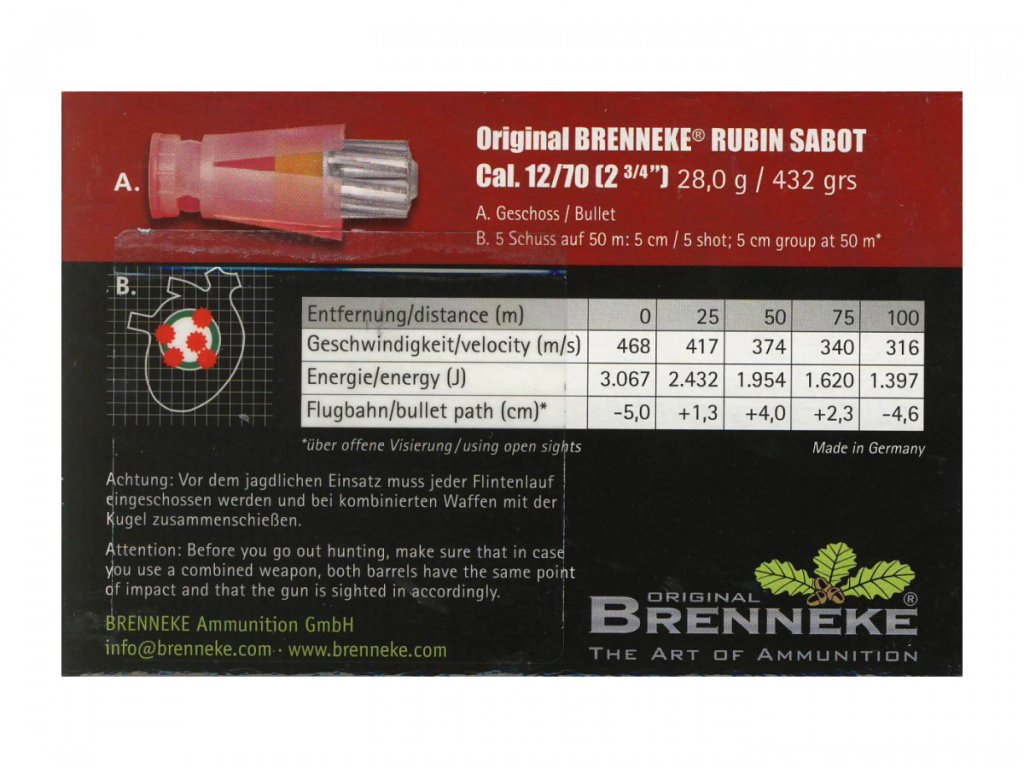 Original BRENNEKE® RUBIN SABOT
Cal. 12/70 (2 3/4") 28,0 g / 432 grs
A. Geschoss / Bullet
B. 5 Schuss auf 50 m: 5 cm / 5 shot; 5 cm group at 50 m*
A.
B.
Entfernung/distance (m) 0 25 50 75 100
Geschwindigkeit/velocity (m/s) 468 417 374 340 316
Energie/energy (J) 3.067 2.432 1.954 1.620 1.397
Flugbahn/bullet path (cm)* -5,0 +1,3 +4,0 +2,3 -4,6
*über offene Visierung/using open sights
Made in Germany
Achtung: Vor dem jagdlichen Einsatz muss jeder Flintenlauf
eingeschossen werden und bei kombinierten Waffen mit der
Kugel zusammenschießen.
Attention: Before you go out hunting, make sure that in case
you use a combined weapon, both barrels have the same point
of impact and that the gun is sighted in accordingly.
BRENNEKE Ammunition GmbH
info@brenneke.com · www.brenneke.com
ORIGINAL
BRENNEKE®
THE ART OF AMMUNITION